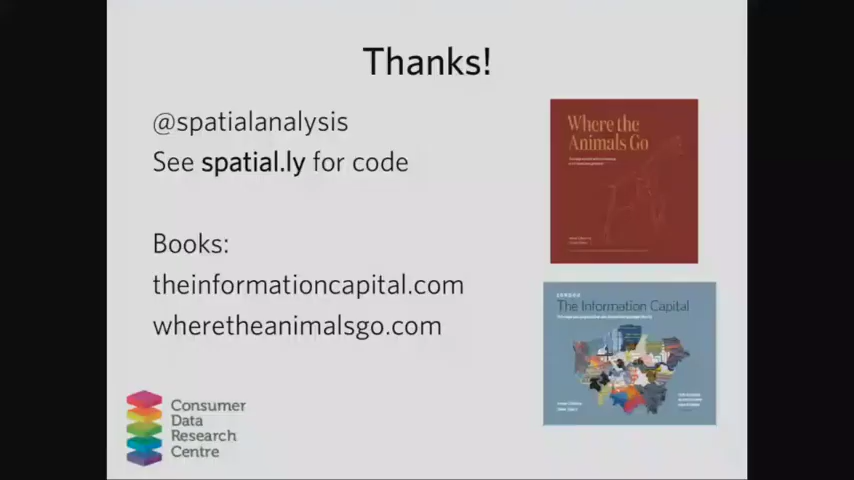 Thanks!
@spatialanalysis
See spatial.ly for code
Books:
theinformationcapital.com
wheretheanimalsgo.com
Where the
Animals Go
LONDON
The Information Capital
Consumer
Data
Research
Centre